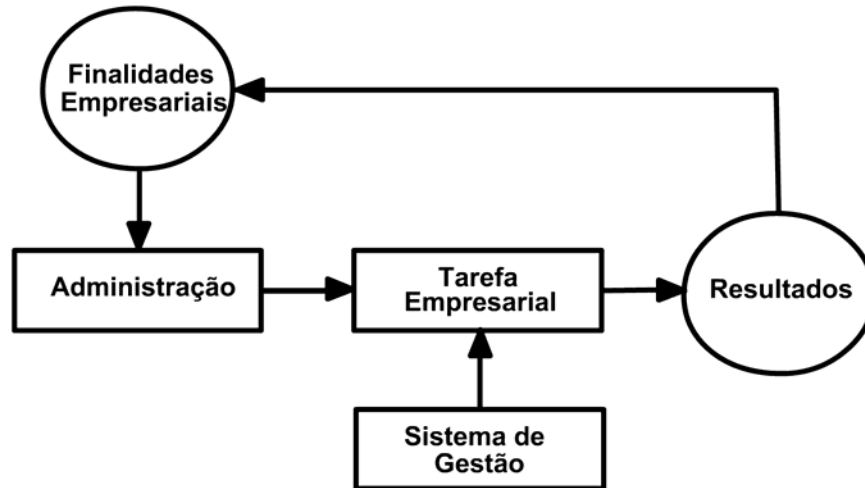 Finalidades
Empresariais
Administração
Tarefa
Empresarial
Resultados
Sistema de
Gestão